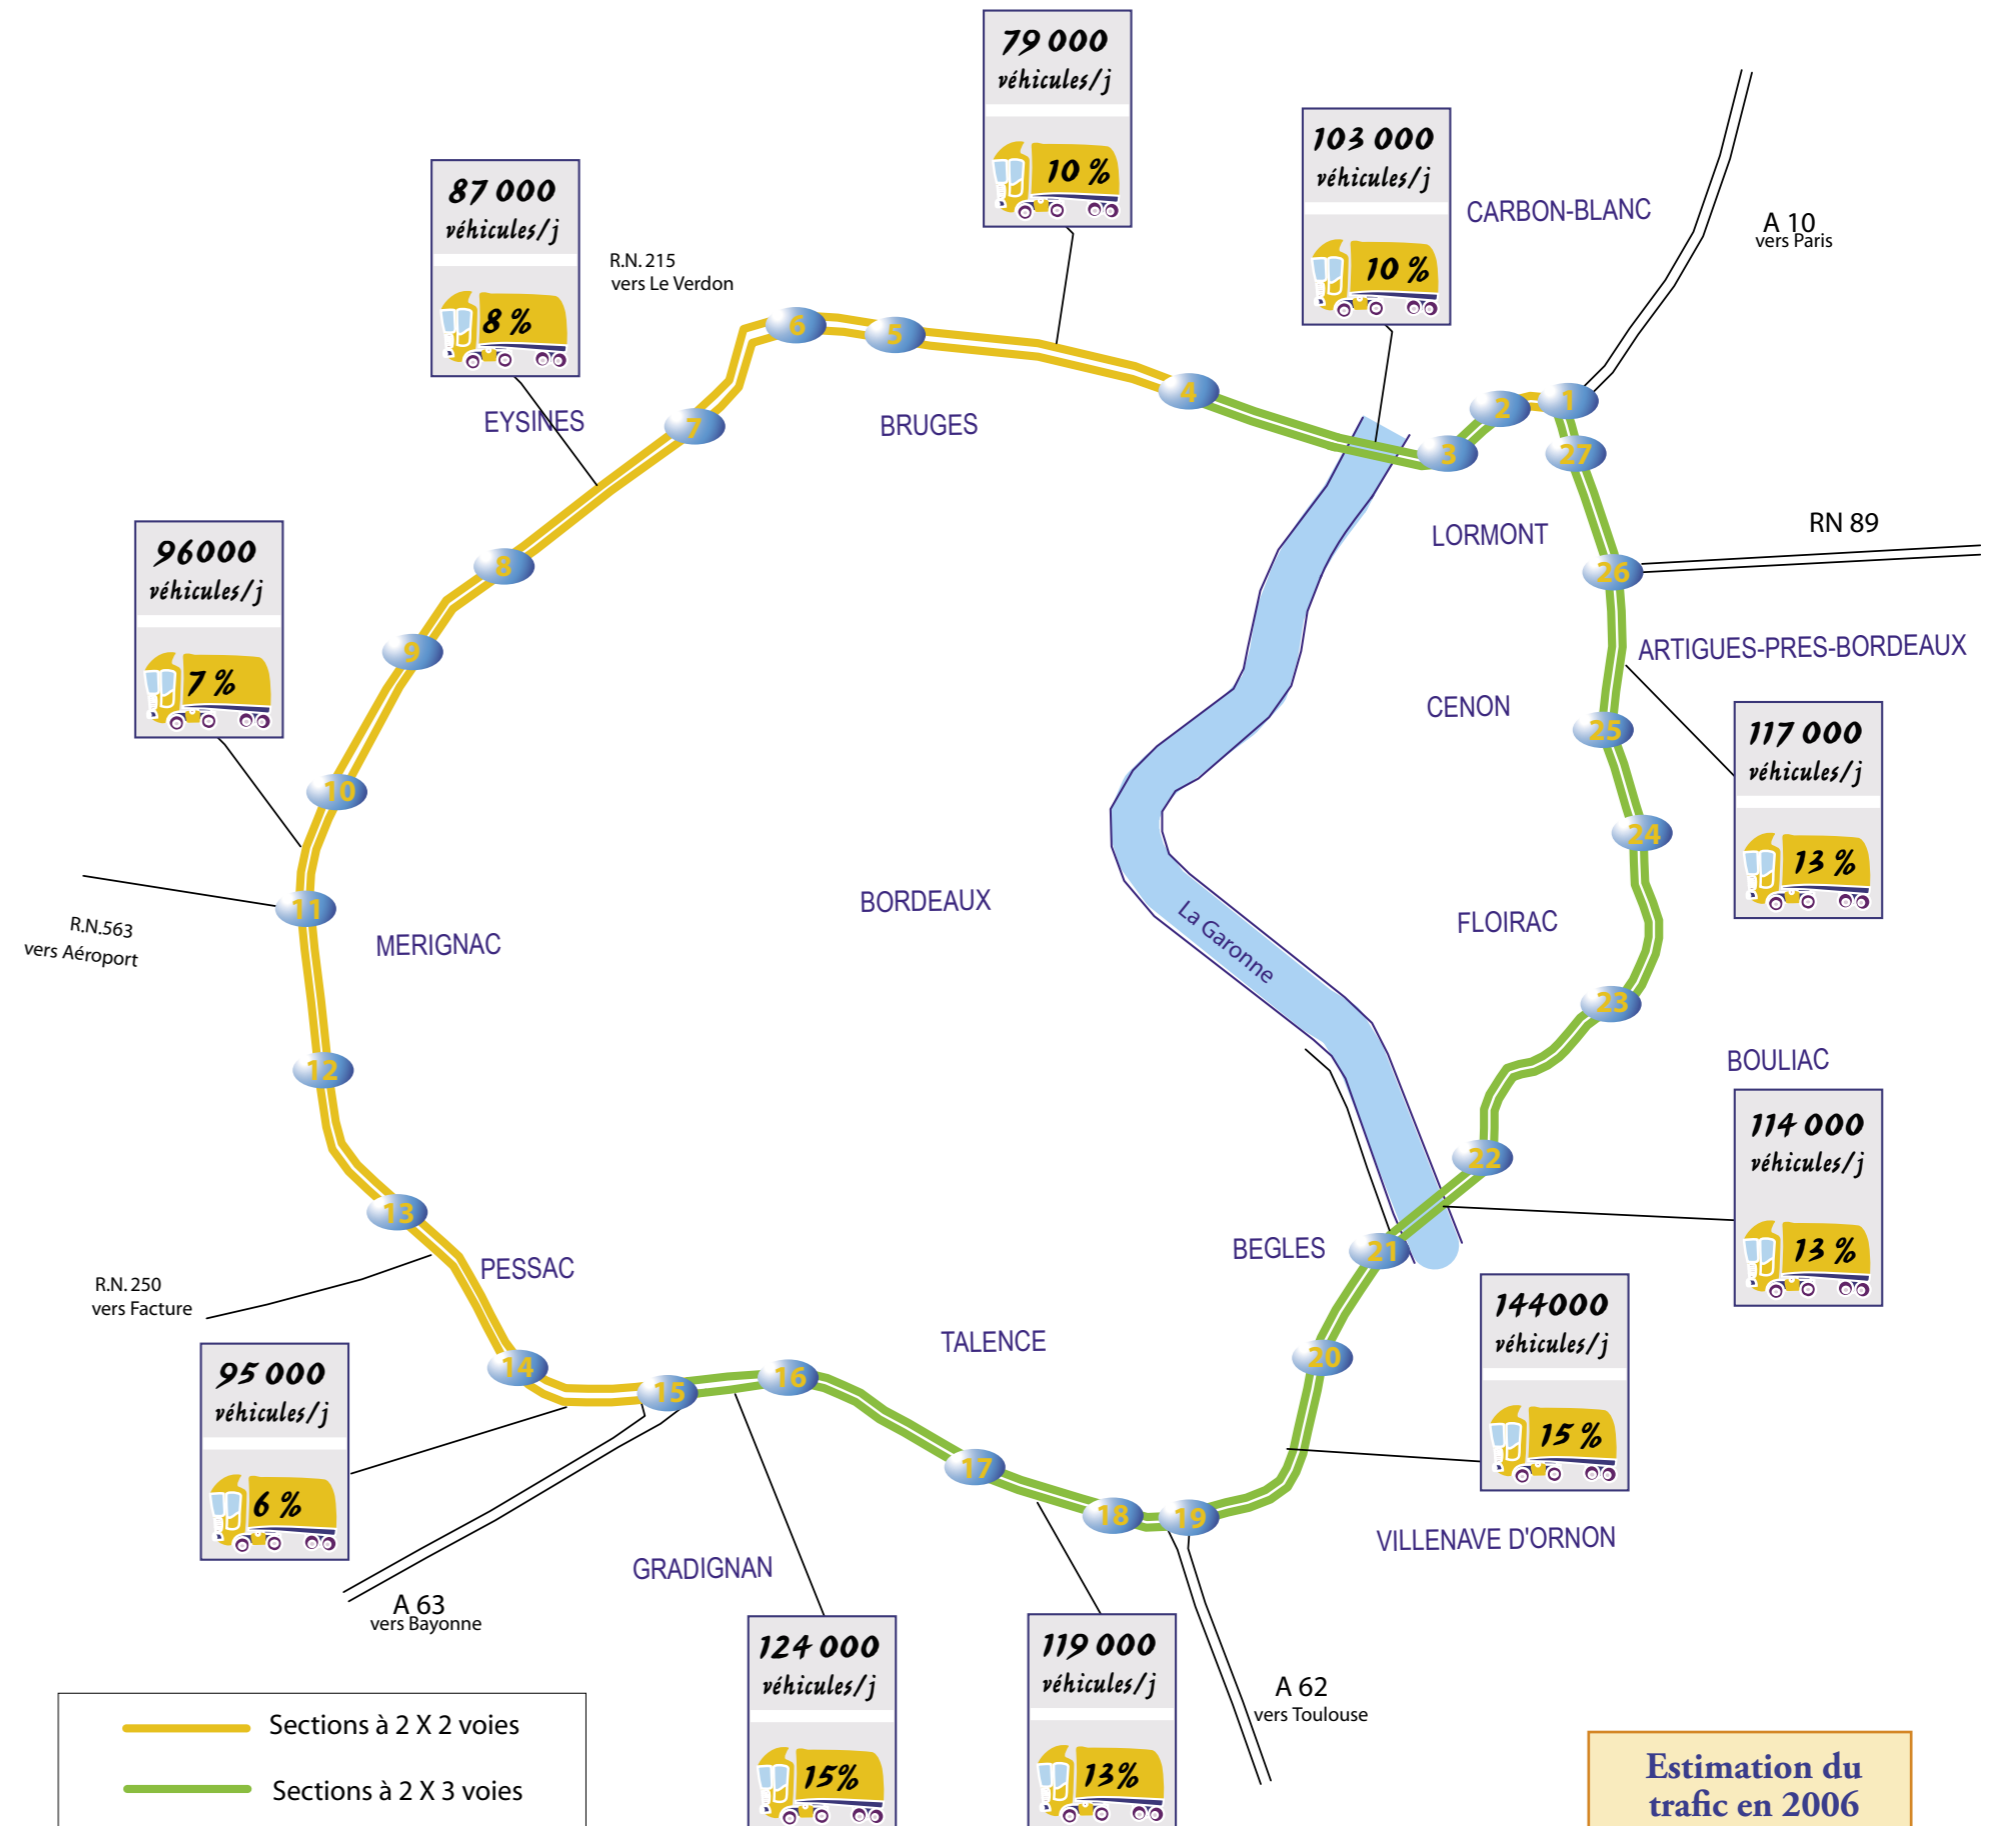 79 000
véhicules/j
10 %
103 000
véhicules/j
10 %
CARBON-BLANC
A 10
vers Paris
87 000
véhicules/j
8 %
R.N. 215
vers Le Verdon
EYSINES
BRUGES
6
5
4
3
2
1
27
7
8
9
10
11
12
13
14
15
16
17
18
19
20
21
22
23
24
25
26
LORMONT
RN 89
96000
véhicules/j
7 %
ARTIGUES-PRES-BORDEAUX
CENON
117 000
véhicules/j
13 %
BORDEAUX
La Garonne
FLOIRAC
R.N.563
vers Aéroport
MERIGNAC
BOULIAC
114 000
véhicules/j
13 %
BEGLES
PESSAC
R.N. 250
vers Facture
144000
véhicules/j
15 %
TALENCE
95 000
véhicules/j
6 %
VILLENAVE D'ORNON
GRADIGNAN
A 63
vers Bayonne
124 000
véhicules/j
15%
119 000
véhicules/j
13%
A 62
vers Toulouse
Sections à 2 X 2 voies
Sections à 2 X 3 voies
Estimation du
trafic en 2006